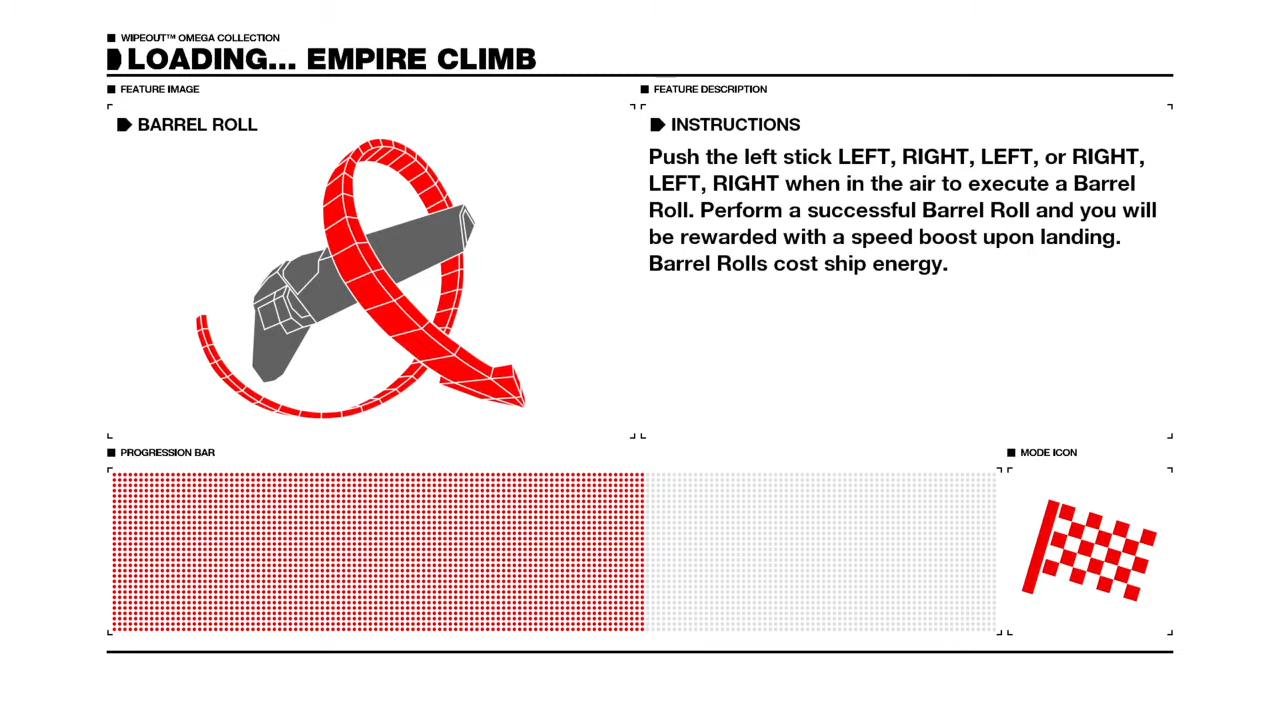 WIPEOUT™ OMEGA COLLECTION
LOADING... EMPIRE CLIMB
FEATURE IMAGE
BARREL ROLL
FEATURE DESCRIPTION
INSTRUCTIONS
Push the left stick LEFT, RIGHT, LEFT, or RIGHT,
LEFT, RIGHT when in the air to execute a Barrel
Roll. Perform a successful Barrel Roll and you will
be rewarded with a speed boost upon landing.
Barrel Rolls cost ship energy.
PROGRESSION BAR
MODE ICON